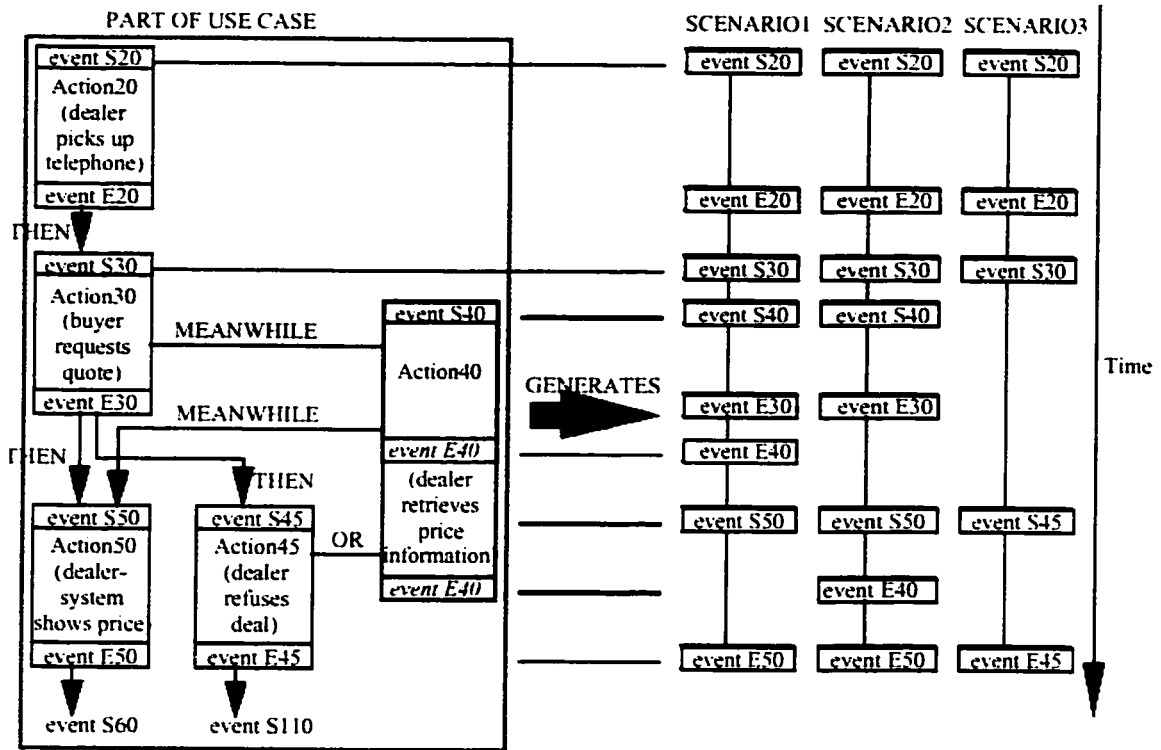 PART OF USE CASE
event S20
Action20
(dealer
picks up
telephone)
event E20
THEN
event S30
Action30
(buyer
requests
quote)
event E30
MEANWHILE
MEANWHILE
event S40
Action40
event E40
(dealer
retrieves
price
information)
event E40
THEN
THEN
event S50
Action50
(dealer-
system
shows price)
event E50
event S45
Action45
(dealer
refuses
deal)
event E45
OR
event S60
event S110
GENERATES
SCENARIO1
event S20
event E20
event S30
event S40
event E30
event E40
event S50
event E50
SCENARIO2
event S20
event E20
event S30
event S40
event E30
event S50
event E40
event E50
SCENARIO3
event S20
event E20
event S30
event S45
event E45
Time